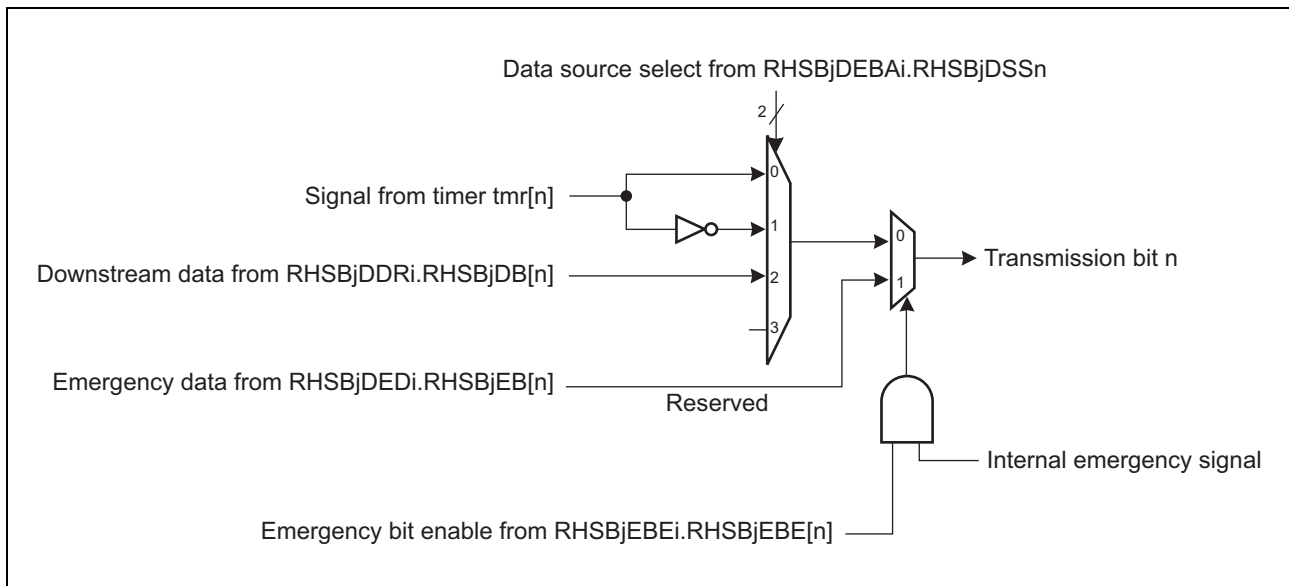 Data source select from RHSBjDEBAi.RHSBjDSSn
2
0
Signal from timer tmr[n]
1
0
Transmission bit n
Downstream data from RHSBjDDRi.RHSBjDB[n]
2
1
3
Emergency data from RHSBjDEDi.RHSBjEB[n]
Reserved
Internal emergency signal
Emergency bit enable from RHSBjEBEi.RHSBjEBE[n]